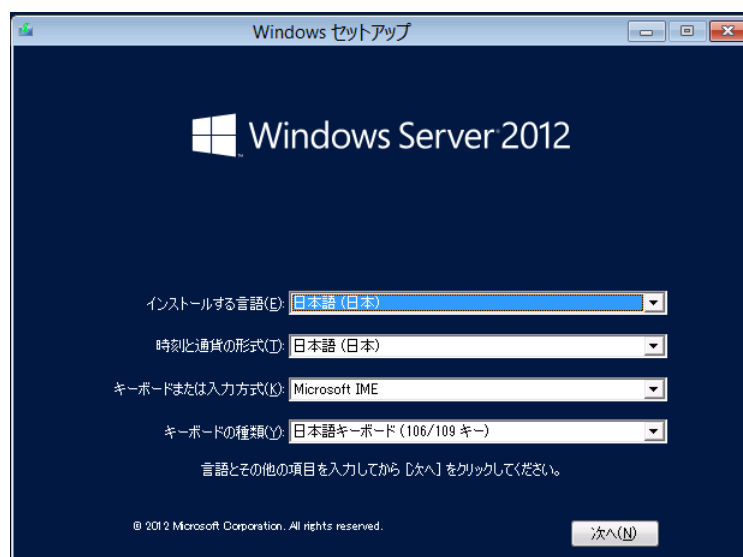 Windows セットアップ
Windows Server 2012
インストールする言語(E): 日本語 (日本)
時刻と通貨の形式(T): 日本語 (日本)
キーボードまたは入力方式(K): Microsoft IME
キーボードの種類(Y): 日本語キーボード (106/109 キー)
言語とその他の項目を入力してから [次へ] をクリックしてください。
© 2012 Microsoft Corporation. All rights reserved.
次へ(N)